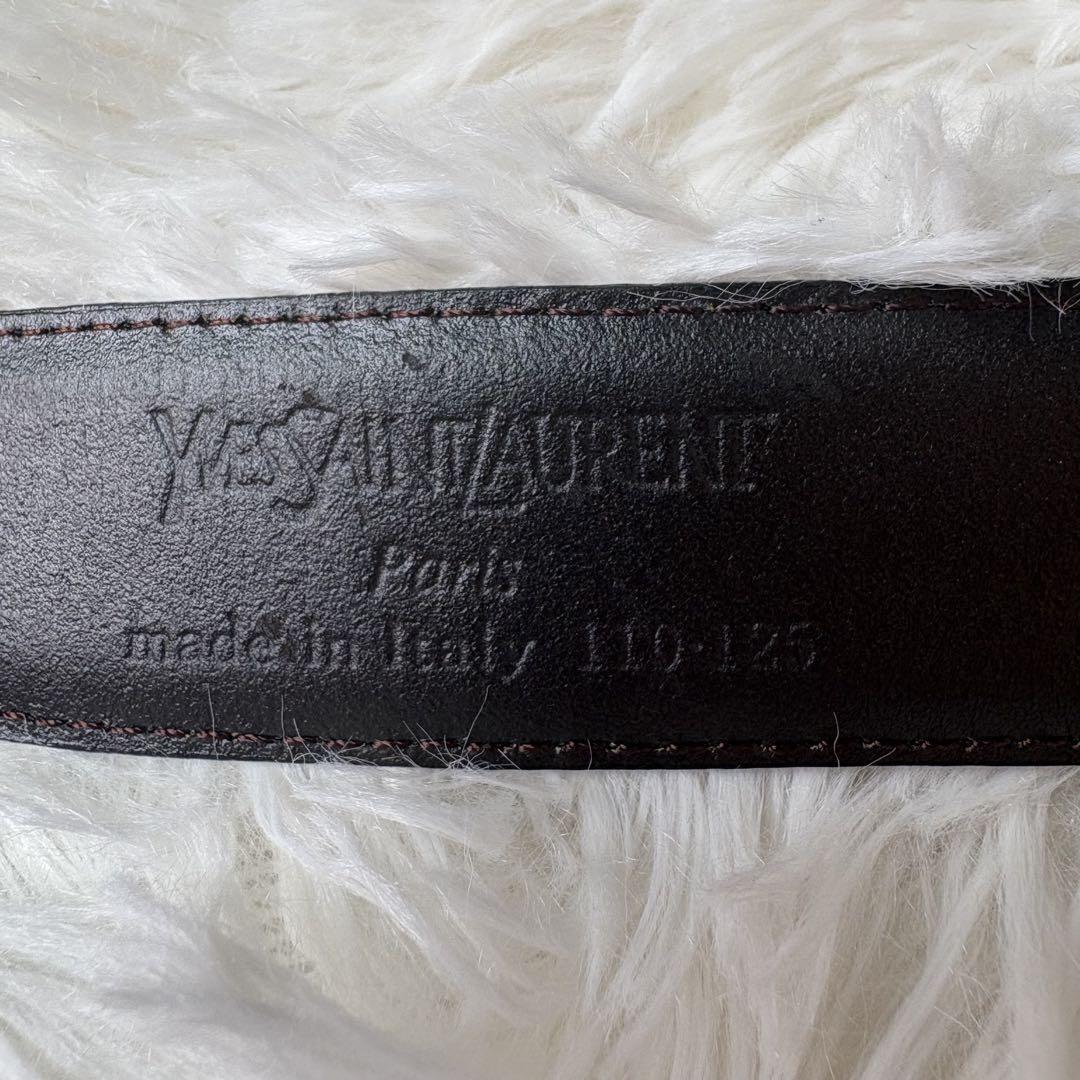 YVESSAINTLAURENT
Paris
made in Italy 110·125